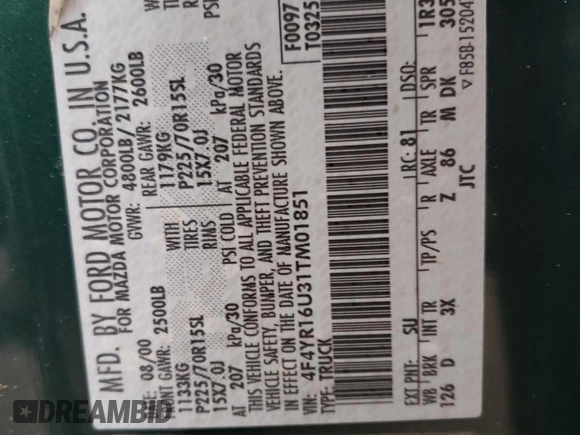 MFD. BY FORD MOTOR CO. IN U.S.A.
FOR MAZDA MOTOR CORPORATION
DATE: 08/00 GVWR: 4800LB/ 2177KG
FRONT GAWR: 2500LB REAR GAWR: 2600LB
1133KG WITH 1179KG WITH
P225/70R15SL TIRES P225/70R15SL TIRES
15X7.0J RIMS 15X7.0J
AT 207 kPa/30 PSI COLD AT 207 kPa/30
THIS VEHICLE CONFORMS TO ALL APPLICABLE FEDERAL MOTOR
VEHICLE SAFETY, BUMPER, AND THEFT PREVENTION STANDARDS
IN EFFECT ON THE DATE OF MANUFACTURE SHOWN ABOVE.
VIN: 4F4YR16U31TM01851
TYPE: TRUCK
F0097
T0325
EXT PNT: SU RC: 81 DSO:
WB BRK INT TR TP/PS R AXLE TR SPR
126 D 3X Z 86 M DK
JTC
1R3
305
▽ F85B-15204
DREAMBID